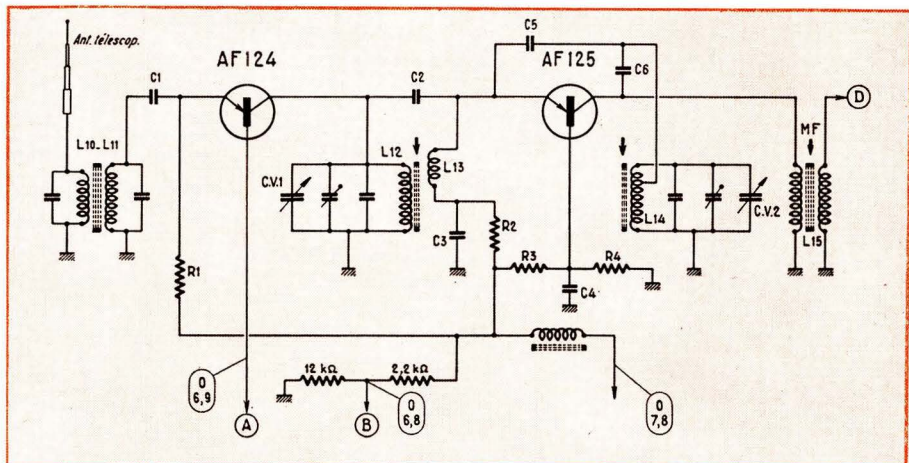 Ant. télescop.
AF124
AF125
C1
C2
C5
C6
L10_L11
C.V.1
L12
L13
L14
C.V.2
MF
D
L15
C3
R2
R1
R3
R4
C4
12 kΩ
2,2 kΩ
0
6,9
A
B
0
6,8
0
7,8